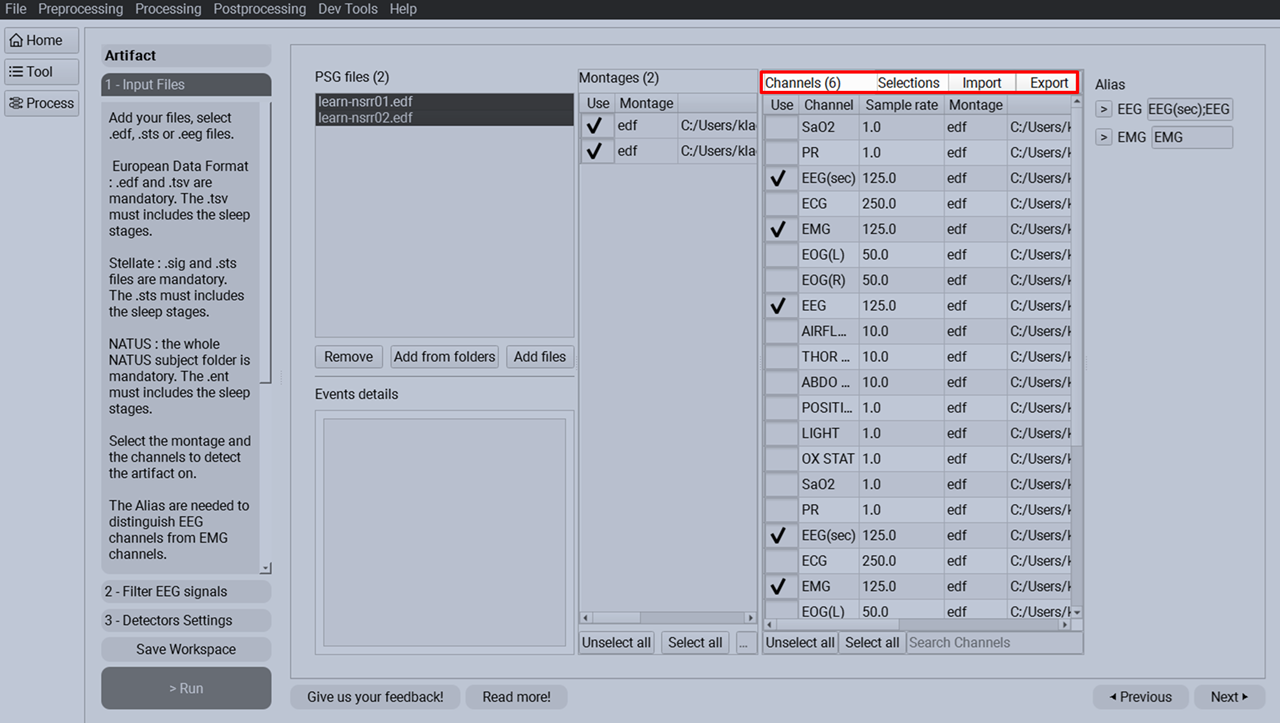 File Preprocessing Processing Postprocessing Dev Tools Help
Home
Tool
Process
Artifact
1 - Input Files
Add your files, select
.edf, .sts or .eeg files.
European Data Format
: .edf and .tsv are
mandatory. The .tsv
must includes the sleep
stages.
Stellate : .sig and .sts
files are mandatory.
The .sts must includes
the sleep stages.
NATUS : the whole
NATUS subject folder is
mandatory. The .ent
must includes the sleep
stages.
Select the montage and
the channels to detect
the artifact on.
The Alias are needed to
distinguish EEG
channels from EMG
channels.
2 - Filter EEG signals
3 - Detectors Settings
Save Workspace
> Run
PSG files (2)
learn-nsrr01.edf
learn-nsrr02.edf
Remove Add from folders Add files
Events details
Montages (2)
Use Montage
edf C:/Users/kla
edf C:/Users/kla
Unselect all Select all ...
Channels (6) Selections Import Export
Use Channel Sample rate Montage
SaO2 1.0 edf C:/Users/k
PR 1.0 edf C:/Users/k
EEG(sec) 125.0 edf C:/Users/k
ECG 250.0 edf C:/Users/k
EMG 125.0 edf C:/Users/k
EOG(L) 50.0 edf C:/Users/k
EOG(R) 50.0 edf C:/Users/k
EEG 125.0 edf C:/Users/k
AIRFL... 10.0 edf C:/Users/k
THOR ... 10.0 edf C:/Users/k
ABDO ... 10.0 edf C:/Users/k
POSITI... 1.0 edf C:/Users/k
LIGHT 1.0 edf C:/Users/k
OX STAT 1.0 edf C:/Users/k
SaO2 1.0 edf C:/Users/k
PR 1.0 edf C:/Users/k
EEG(sec) 125.0 edf C:/Users/k
ECG 250.0 edf C:/Users/k
EMG 125.0 edf C:/Users/k
EOG(L) 50.0 edf C:/Users/k
Unselect all Select all Search Channels
Alias
> EEG EEG(sec);EEG
> EMG EMG
Give us your feedback! Read more!
Previous Next